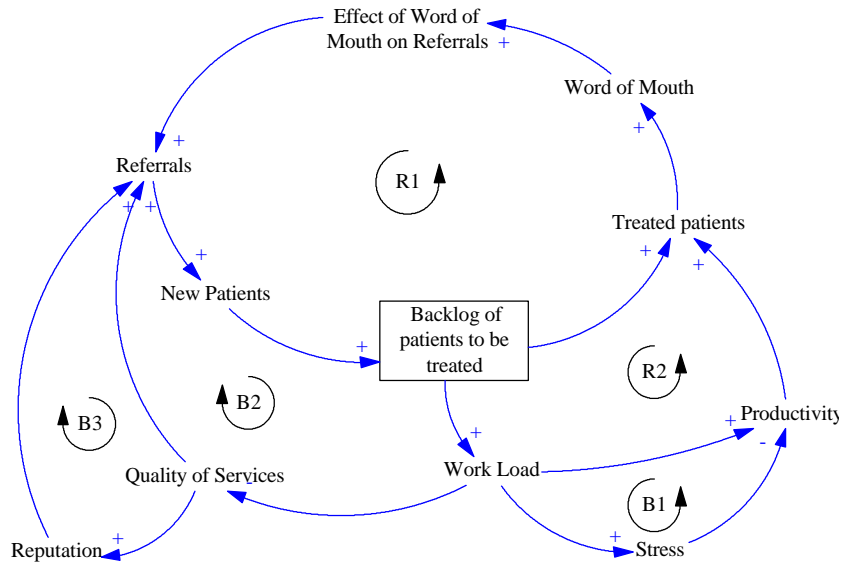 Effect of Word of
Mouth on Referrals
+
Word of Mouth
+
+
Referrals
+ +
R1
Treated patients
+
+
+
New Patients
Backlog of
patients to be
treated
+
R2
B2
B3
Productivity
+
-
+
Work Load
Quality of Services
-
B1
+
+
Reputation
Stress